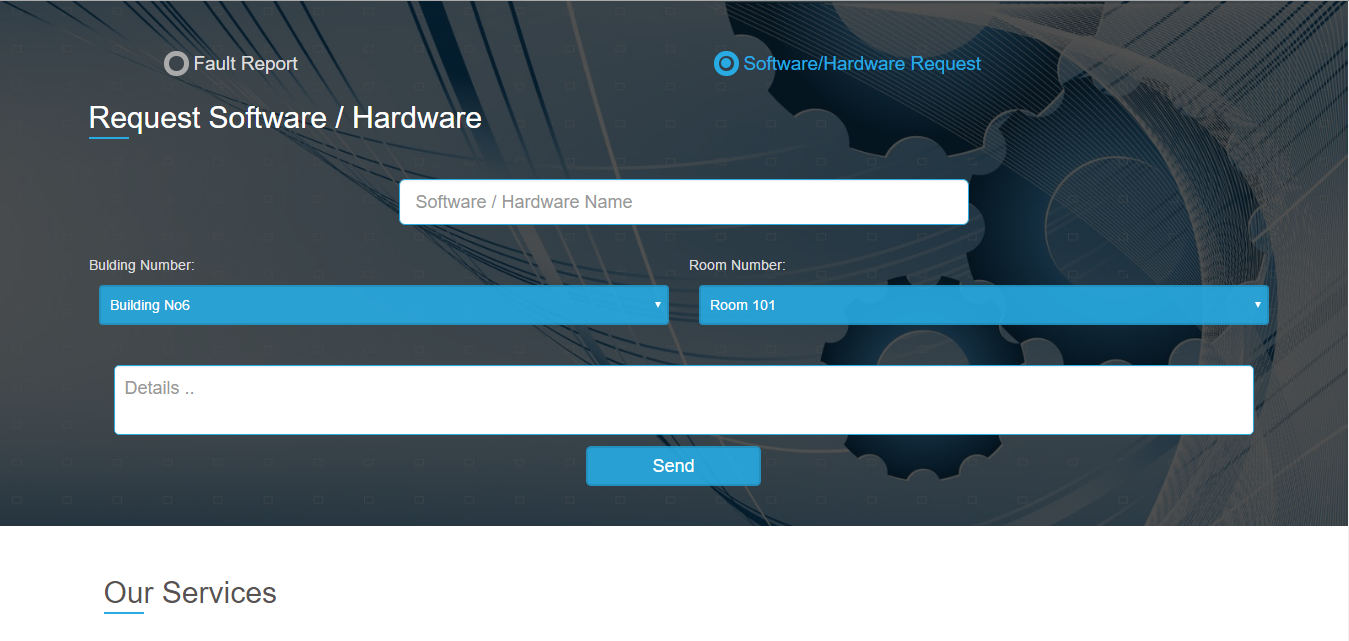 Fault Report
Software/Hardware Request
Request Software / Hardware
Software / Hardware Name
Bulding Number:
Room Number:
Building No6
Room 101
Details ..
Send
Our Services